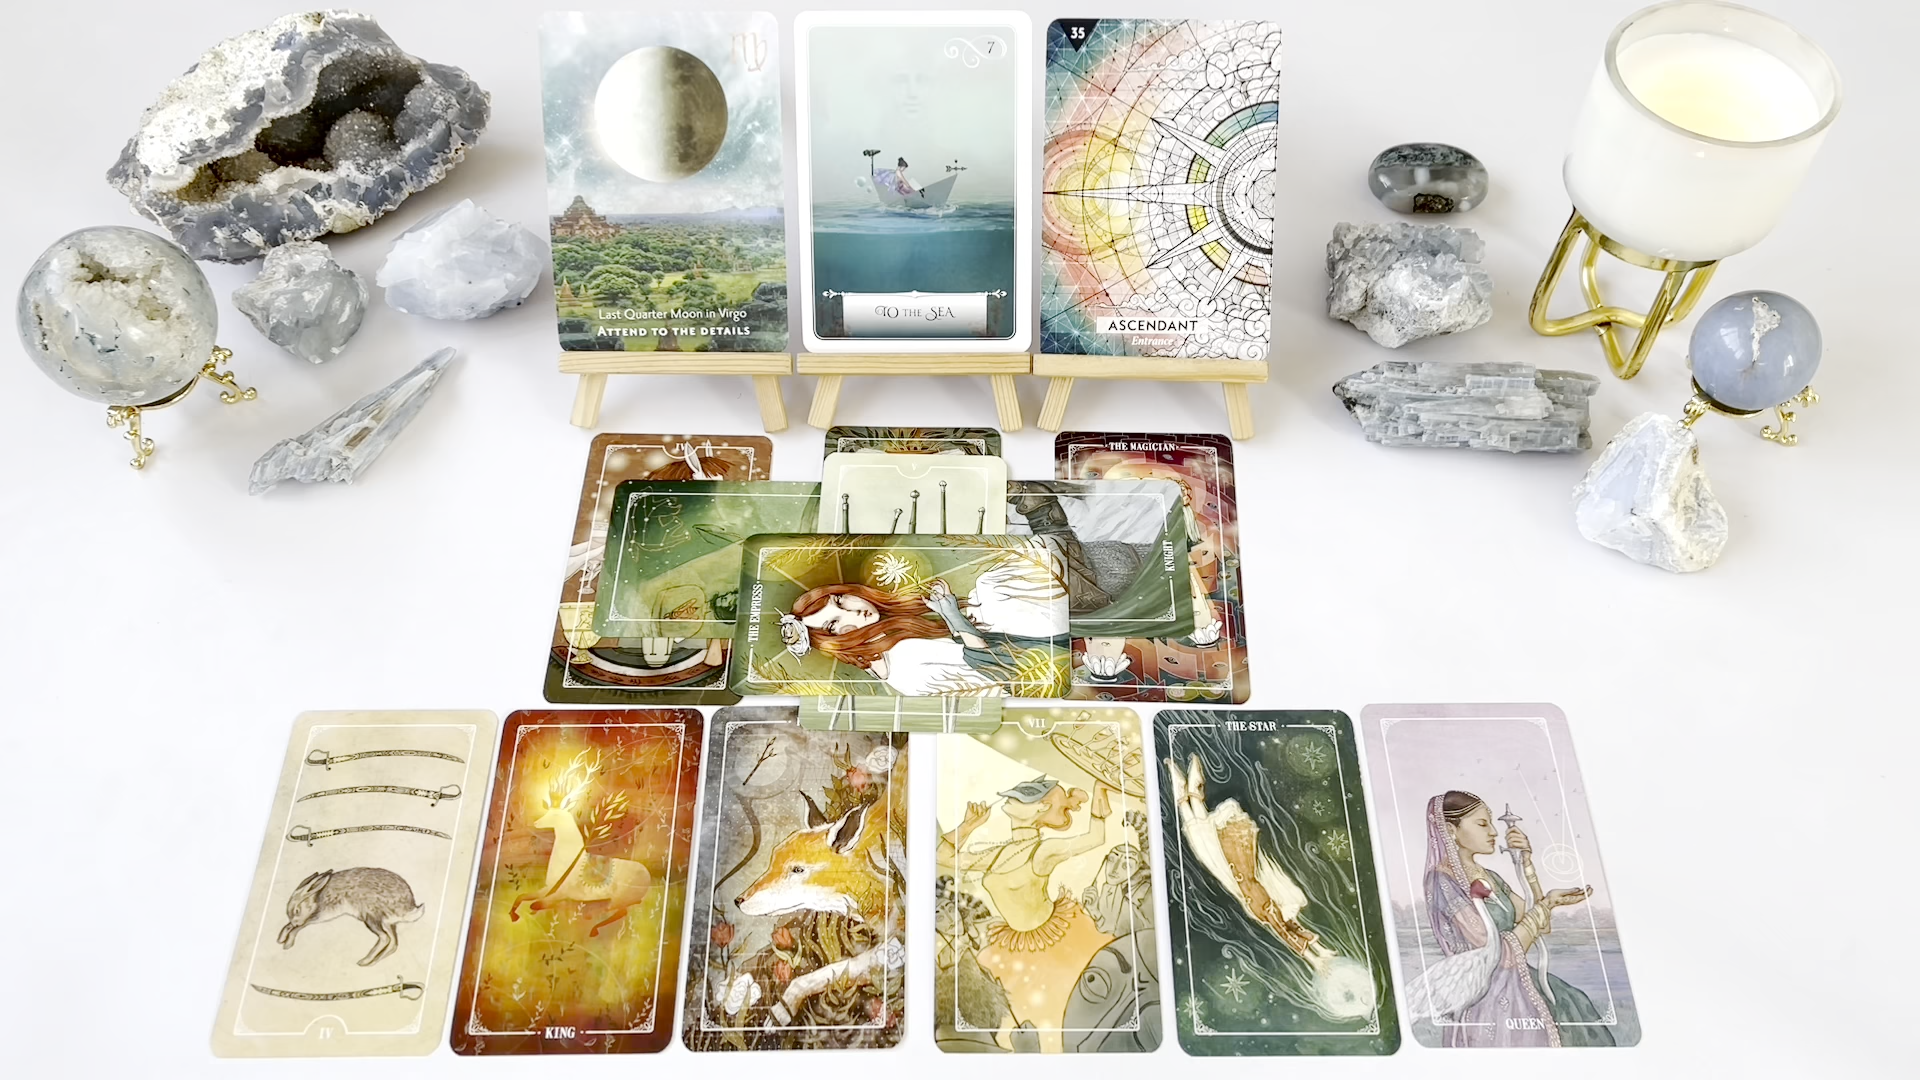 Last Quarter Moon in Virgo
ATTEND TO THE DETAILS
7
TO THE SEA
35
ASCENDANT
Entrance
IV
V
THE MAGICIAN
KNIGHT
THE EMPRESS
IV
KING
VII
THE STAR
QUEEN